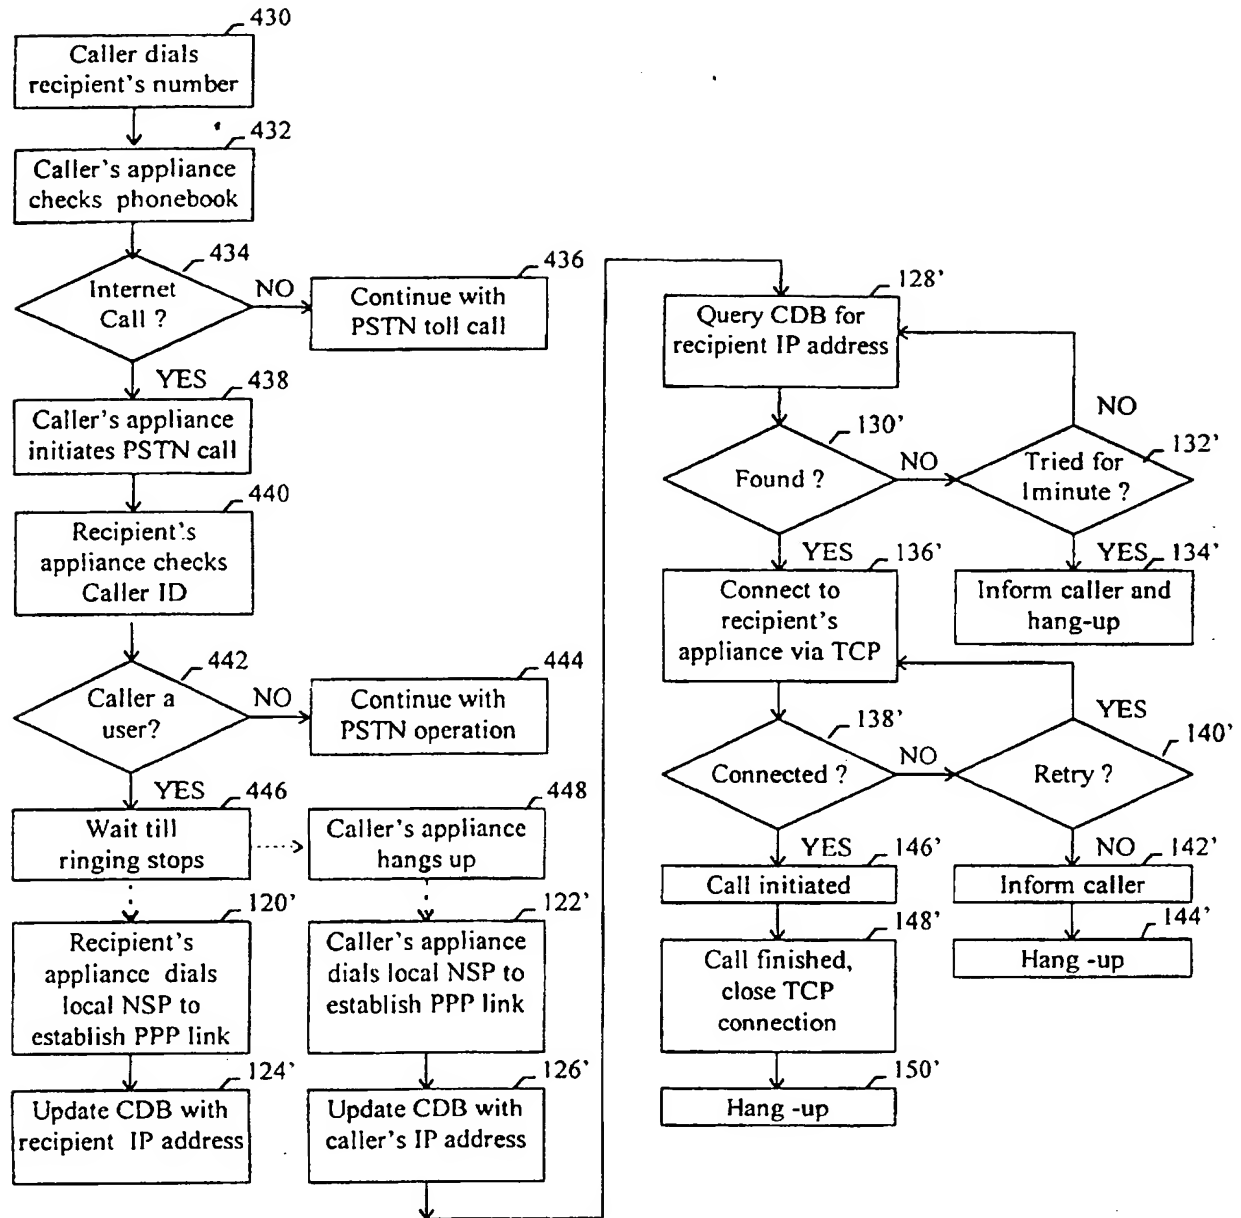 430
Caller dials
recipient's number
432
Caller's appliance
checks phonebook
434
Internet
Call ?
NO
436
Continue with
PSTN toll call
YES
438
Caller's appliance
initiates PSTN call
440
Recipient's
appliance checks
Caller ID
442
Caller a
user?
NO
444
Continue with
PSTN operation
YES
446
Wait till
ringing stops
448
Caller's appliance
hangs up
120'
Recipient's
appliance dials
local NSP to
establish PPP link
122'
Caller's appliance
dials local NSP to
establish PPP link
124'
Update CDB with
recipient IP address
126'
Update CDB with
caller's IP address
128'
Query CDB for
recipient IP address
130'
Found ?
NO
132'
Tried for
1minute ?
NO
YES
134'
Inform caller and
hang-up
YES
136'
Connect to
recipient's
appliance via TCP
138'
Connected ?
NO
140'
Retry ?
YES
NO
142'
Inform caller
144'
Hang -up
YES
146'
Call initiated
148'
Call finished,
close TCP
connection
150'
Hang -up